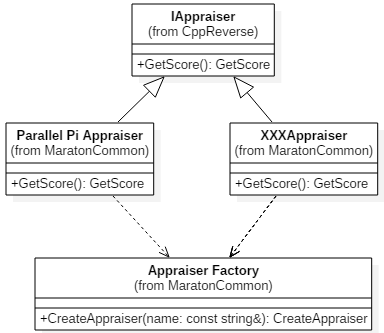 IAppraiser
(from CppReverse)
+GetScore(): GetScore
Parallel Pi Appraiser
(from MaratonCommon)
+GetScore(): GetScore
XXXAppraiser
(from MaratonCommon)
+GetScore(): GetScore
Appraiser Factory
(from MaratonCommon)
+CreateAppraiser(name: const string&): CreateAppraiser